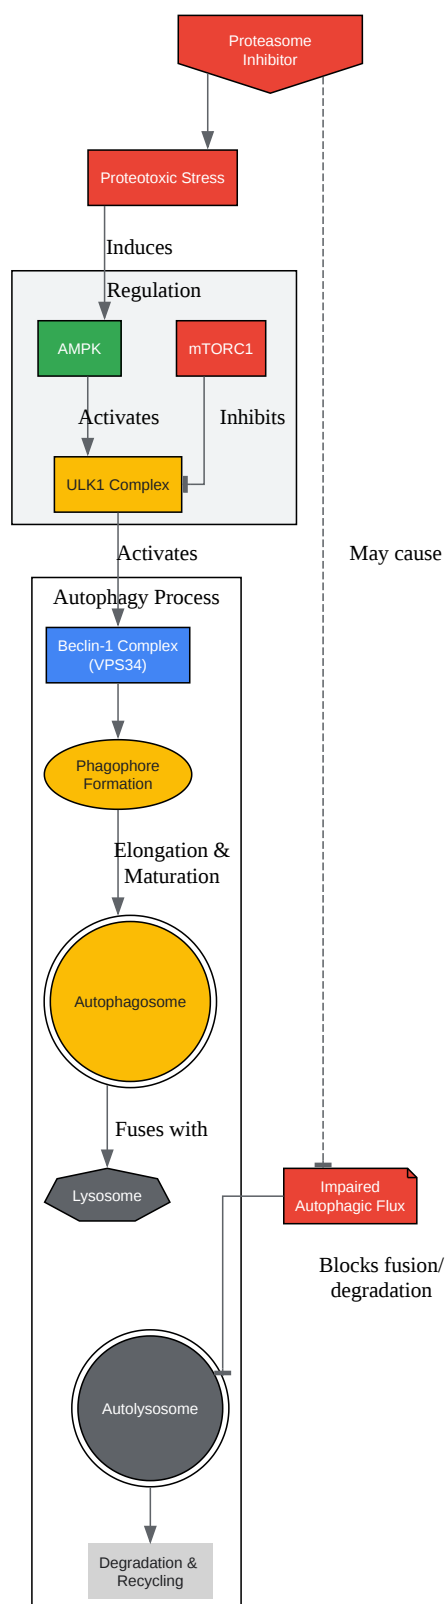 Proteasome
Inhibitor
Proteotoxic Stress
Induces
Regulation
AMPK
mTORC1
Activates
Inhibits
ULK1 Complex
Activates
May cause
Autophagy Process
Beclin-1 Complex
(VPS34)
Phagophore
Formation
Elongation &
Maturation
Autophagosome
Fuses with
Lysosome
Impaired
Autophagic Flux
Blocks fusion/
degradation
Autolysosome
Degradation &
Recycling